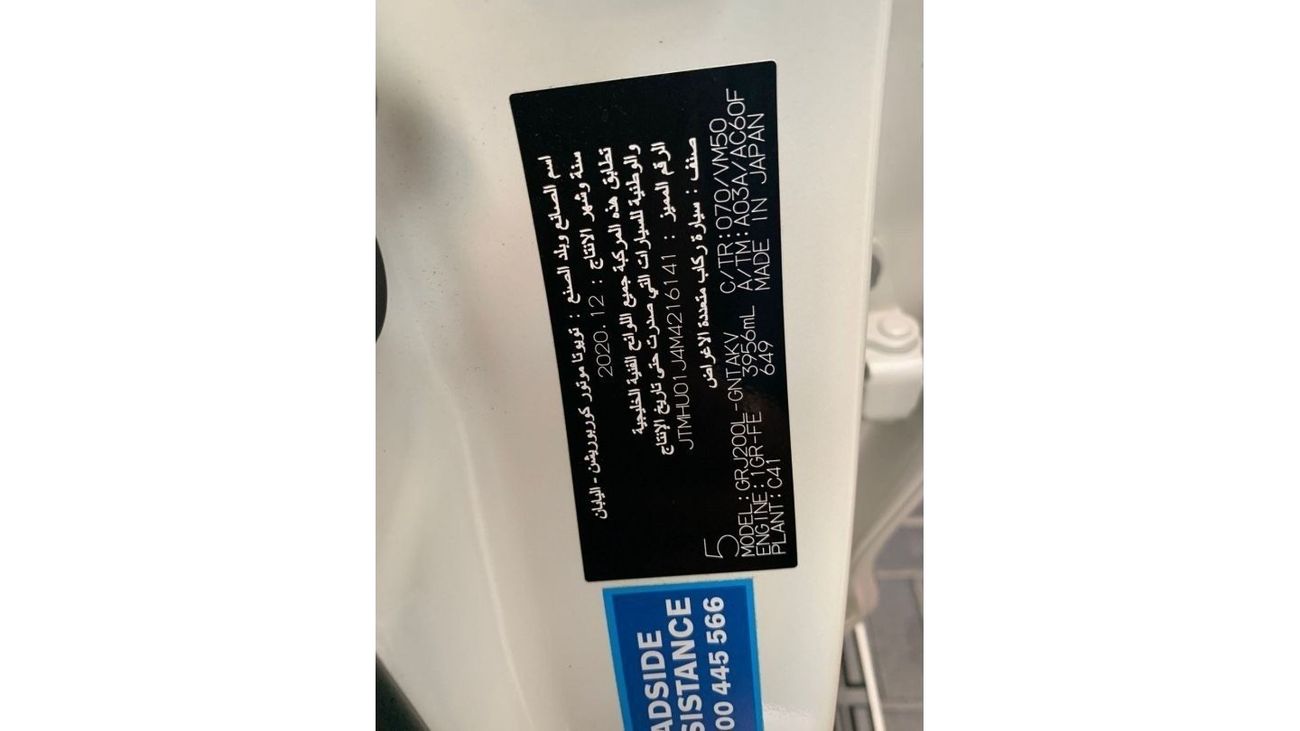 اسم الصانع وبلد الصنع : تويوتا موتور كوربوريشن - اليابان
سنة وشهر الانتاج : 2020.12
تطابق هذه المركبة جميع اللوائح الفنية الخليجية
والوطنية للسيارات التي صدرت حتى تاريخ الإنتاج
الرقم المميز : JTMHU01J4M4216141
صنف : سيارة ركاب متعددة الاغراض
5
MODEL:GRJ200L-GNTAKV C/TR:070/VM50
ENGINE:1GR-FE 3956mL A/TM:A03A/AC60F
PLANT:C41 649 MADE IN JAPAN
ADSIDE
SISTANCE
00 445 566